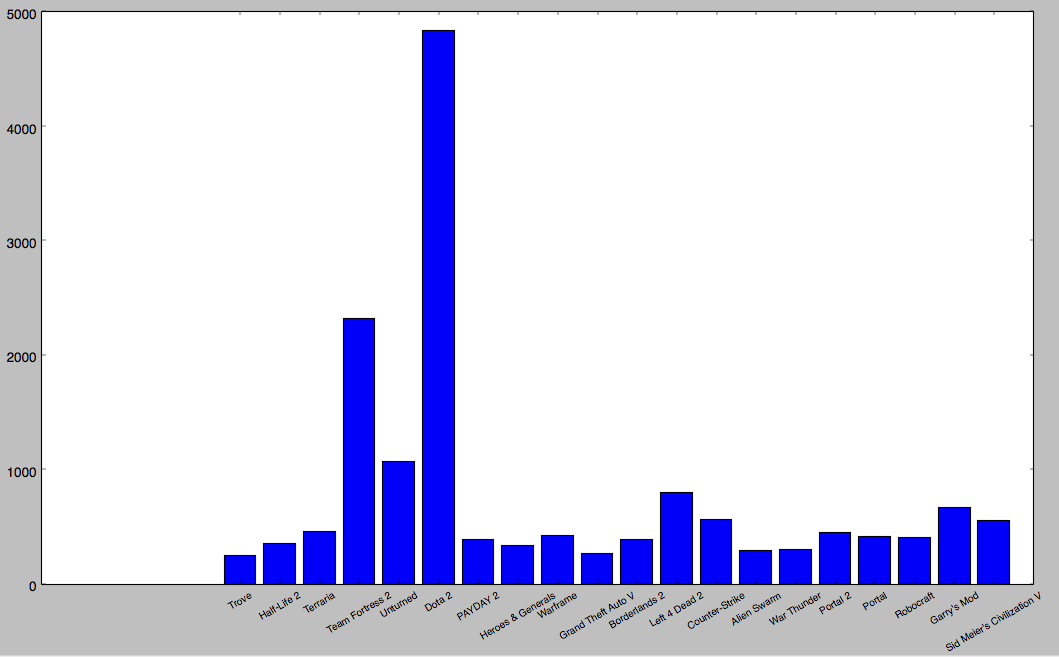 5000
4000
3000
2000
1000
0
Trove
Half-Life 2
Terraria
Team Fortress 2
Unturned
Dota 2
PAYDAY 2
Heroes & Generals
Warframe
Grand Theft Auto V
Borderlands 2
Left 4 Dead 2
Counter-Strike
Alien Swarm
War Thunder
Portal 2
Portal
Robocraft
Garry's Mod
Sid Meier's Civilization V